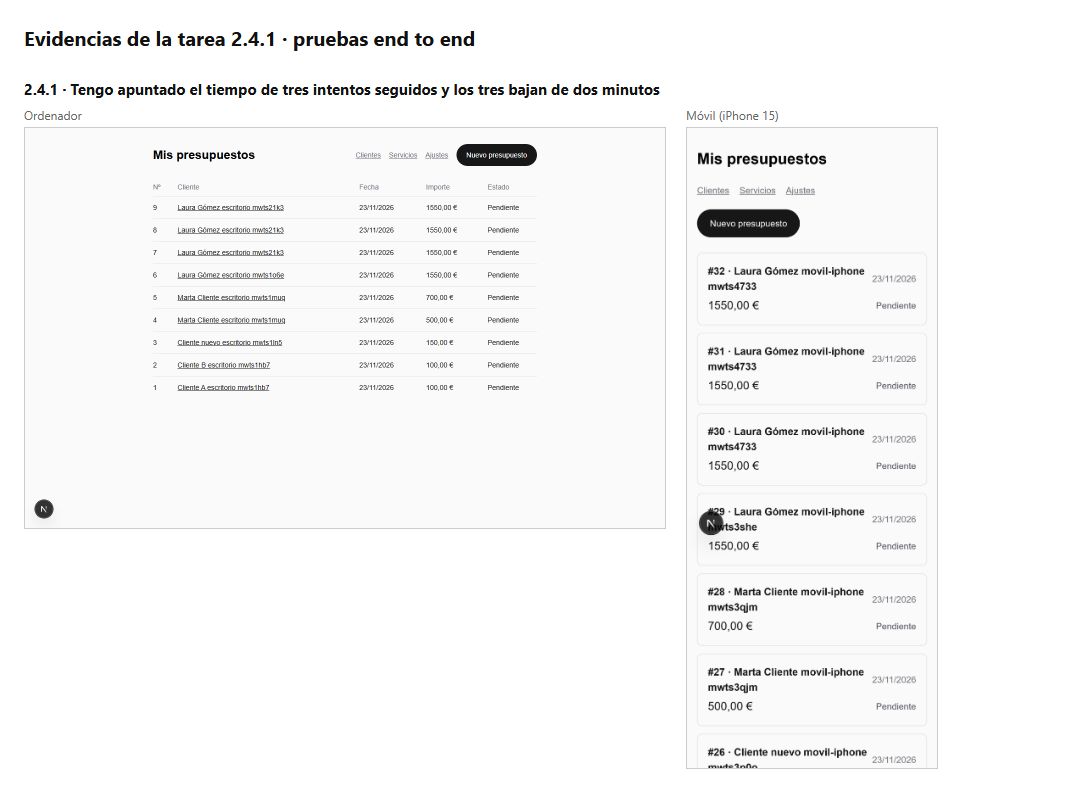 Evidencias de la tarea 2.4.1 · pruebas end to end
2.4.1 · Tengo apuntado el tiempo de tres intentos seguidos y los tres bajan de dos minutos
Ordenador
Mis presupuestos
Clientes Servicios Ajustes Nuevo presupuesto
Nº Cliente Fecha Importe Estado
9 Laura Gómez escritorio mwts21k3 23/11/2026 1550,00 € Pendiente
8 Laura Gómez escritorio mwts21k3 23/11/2026 1550,00 € Pendiente
7 Laura Gómez escritorio mwts21k3 23/11/2026 1550,00 € Pendiente
6 Laura Gómez escritorio mwts1o6e 23/11/2026 1550,00 € Pendiente
5 Marta Cliente escritorio mwts1muq 23/11/2026 700,00 € Pendiente
4 Marta Cliente escritorio mwts1muq 23/11/2026 500,00 € Pendiente
3 Cliente nuevo escritorio mwts1ln5 23/11/2026 150,00 € Pendiente
2 Cliente B escritorio mwts1hb7 23/11/2026 100,00 € Pendiente
1 Cliente A escritorio mwts1hb7 23/11/2026 100,00 € Pendiente
N
Móvil (iPhone 15)
Mis presupuestos
Clientes Servicios Ajustes
Nuevo presupuesto
#32 · Laura Gómez movil-iphone
mwts4733
23/11/2026
1550,00 € Pendiente
#31 · Laura Gómez movil-iphone
mwts4733
23/11/2026
1550,00 € Pendiente
#30 · Laura Gómez movil-iphone
mwts4733
23/11/2026
1550,00 € Pendiente
#29 · Laura Gómez movil-iphone
mwts3she
23/11/2026
N
1550,00 € Pendiente
#28 · Marta Cliente movil-iphone
mwts3qjm
23/11/2026
700,00 € Pendiente
#27 · Marta Cliente movil-iphone
mwts3qjm
23/11/2026
500,00 € Pendiente
#26 · Cliente nuevo movil-iphone
23/11/2026